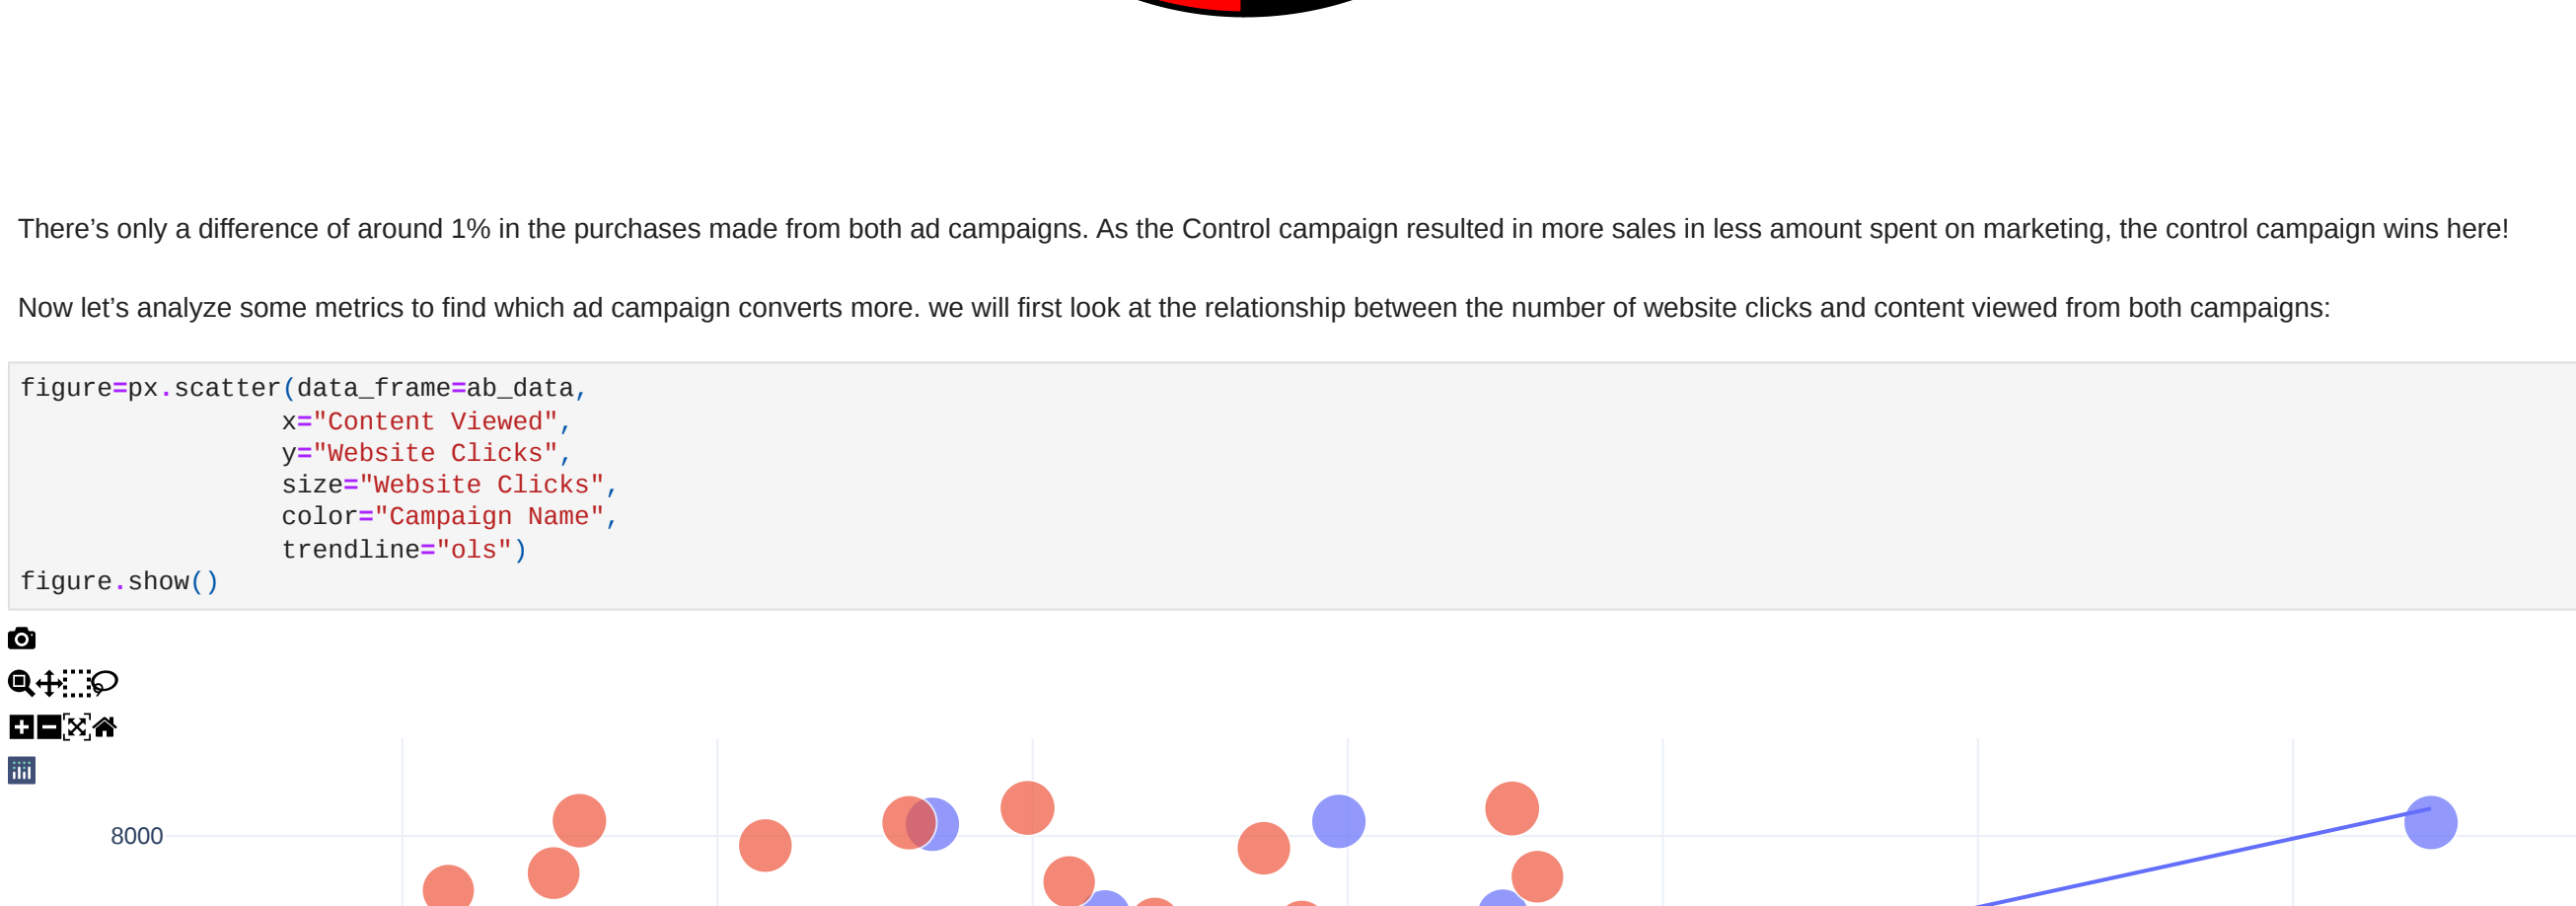 There’s only a difference of around 1% in the purchases made from both ad campaigns. As the Control campaign resulted in more sales in less amount spent on marketing, the control campaign wins here!
Now let’s analyze some metrics to find which ad campaign converts more. we will first look at the relationship between the number of website clicks and content viewed from both campaigns:
figure=px.scatter(data_frame=ab_data,
                 x="Content Viewed",
                 y="Website Clicks",
                 size="Website Clicks",
                 color="Campaign Name",
                 trendline="ols")
figure.show()
8000